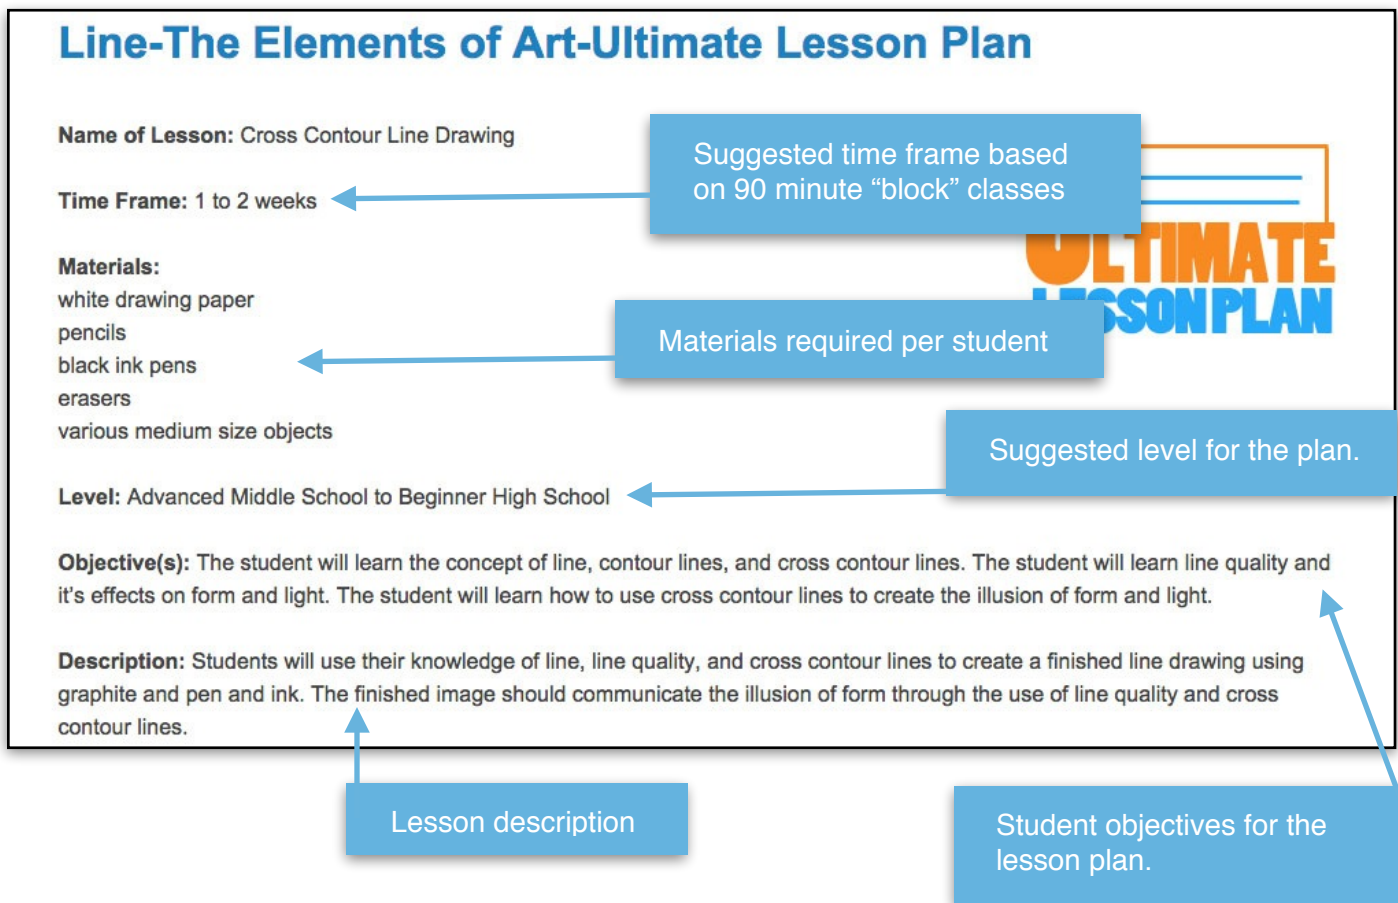 Line-The Elements of Art-Ultimate Lesson Plan
Name of Lesson: Cross Contour Line Drawing
Suggested time frame based
on 90 minute “block” classes
Time Frame: 1 to 2 weeks
ULTIMATE
LESSON PLAN
Materials:
white drawing paper
pencils
black ink pens
erasers
various medium size objects
Materials required per student
Suggested level for the plan.
Level: Advanced Middle School to Beginner High School
Objective(s): The student will learn the concept of line, contour lines, and cross contour lines. The student will learn line quality and
it's effects on form and light. The student will learn how to use cross contour lines to create the illusion of form and light.
Description: Students will use their knowledge of line, line quality, and cross contour lines to create a finished line drawing using
graphite and pen and ink. The finished image should communicate the illusion of form through the use of line quality and cross
contour lines.
Lesson description
Student objectives for the
lesson plan.